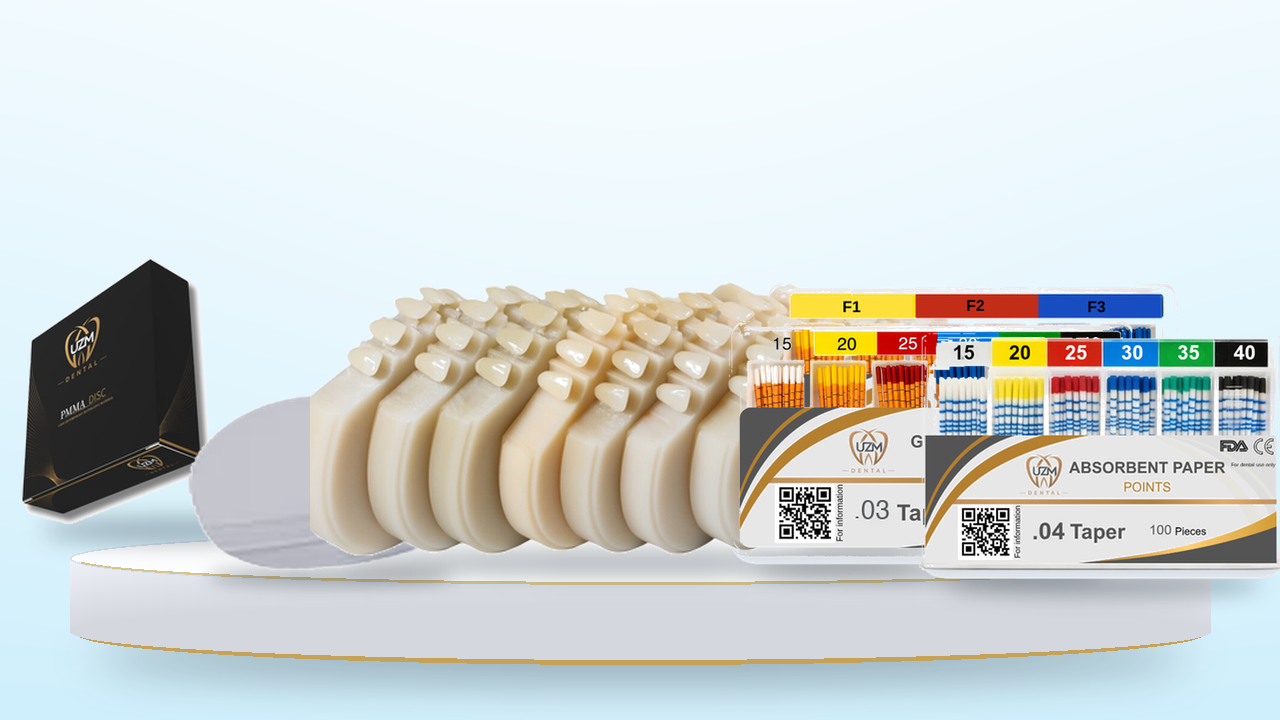 UZM
DENTAL
PMMA DISC
UZM
DENTAL
F1 F2 F3
15 20 25
UZM
DENTAL
G
For information
.03 Ta
15 20 25 30 35 40
FDA CE
For dental use only
UZM
DENTAL
ABSORBENT PAPER
POINTS
For information
.04 Taper 100 Pieces